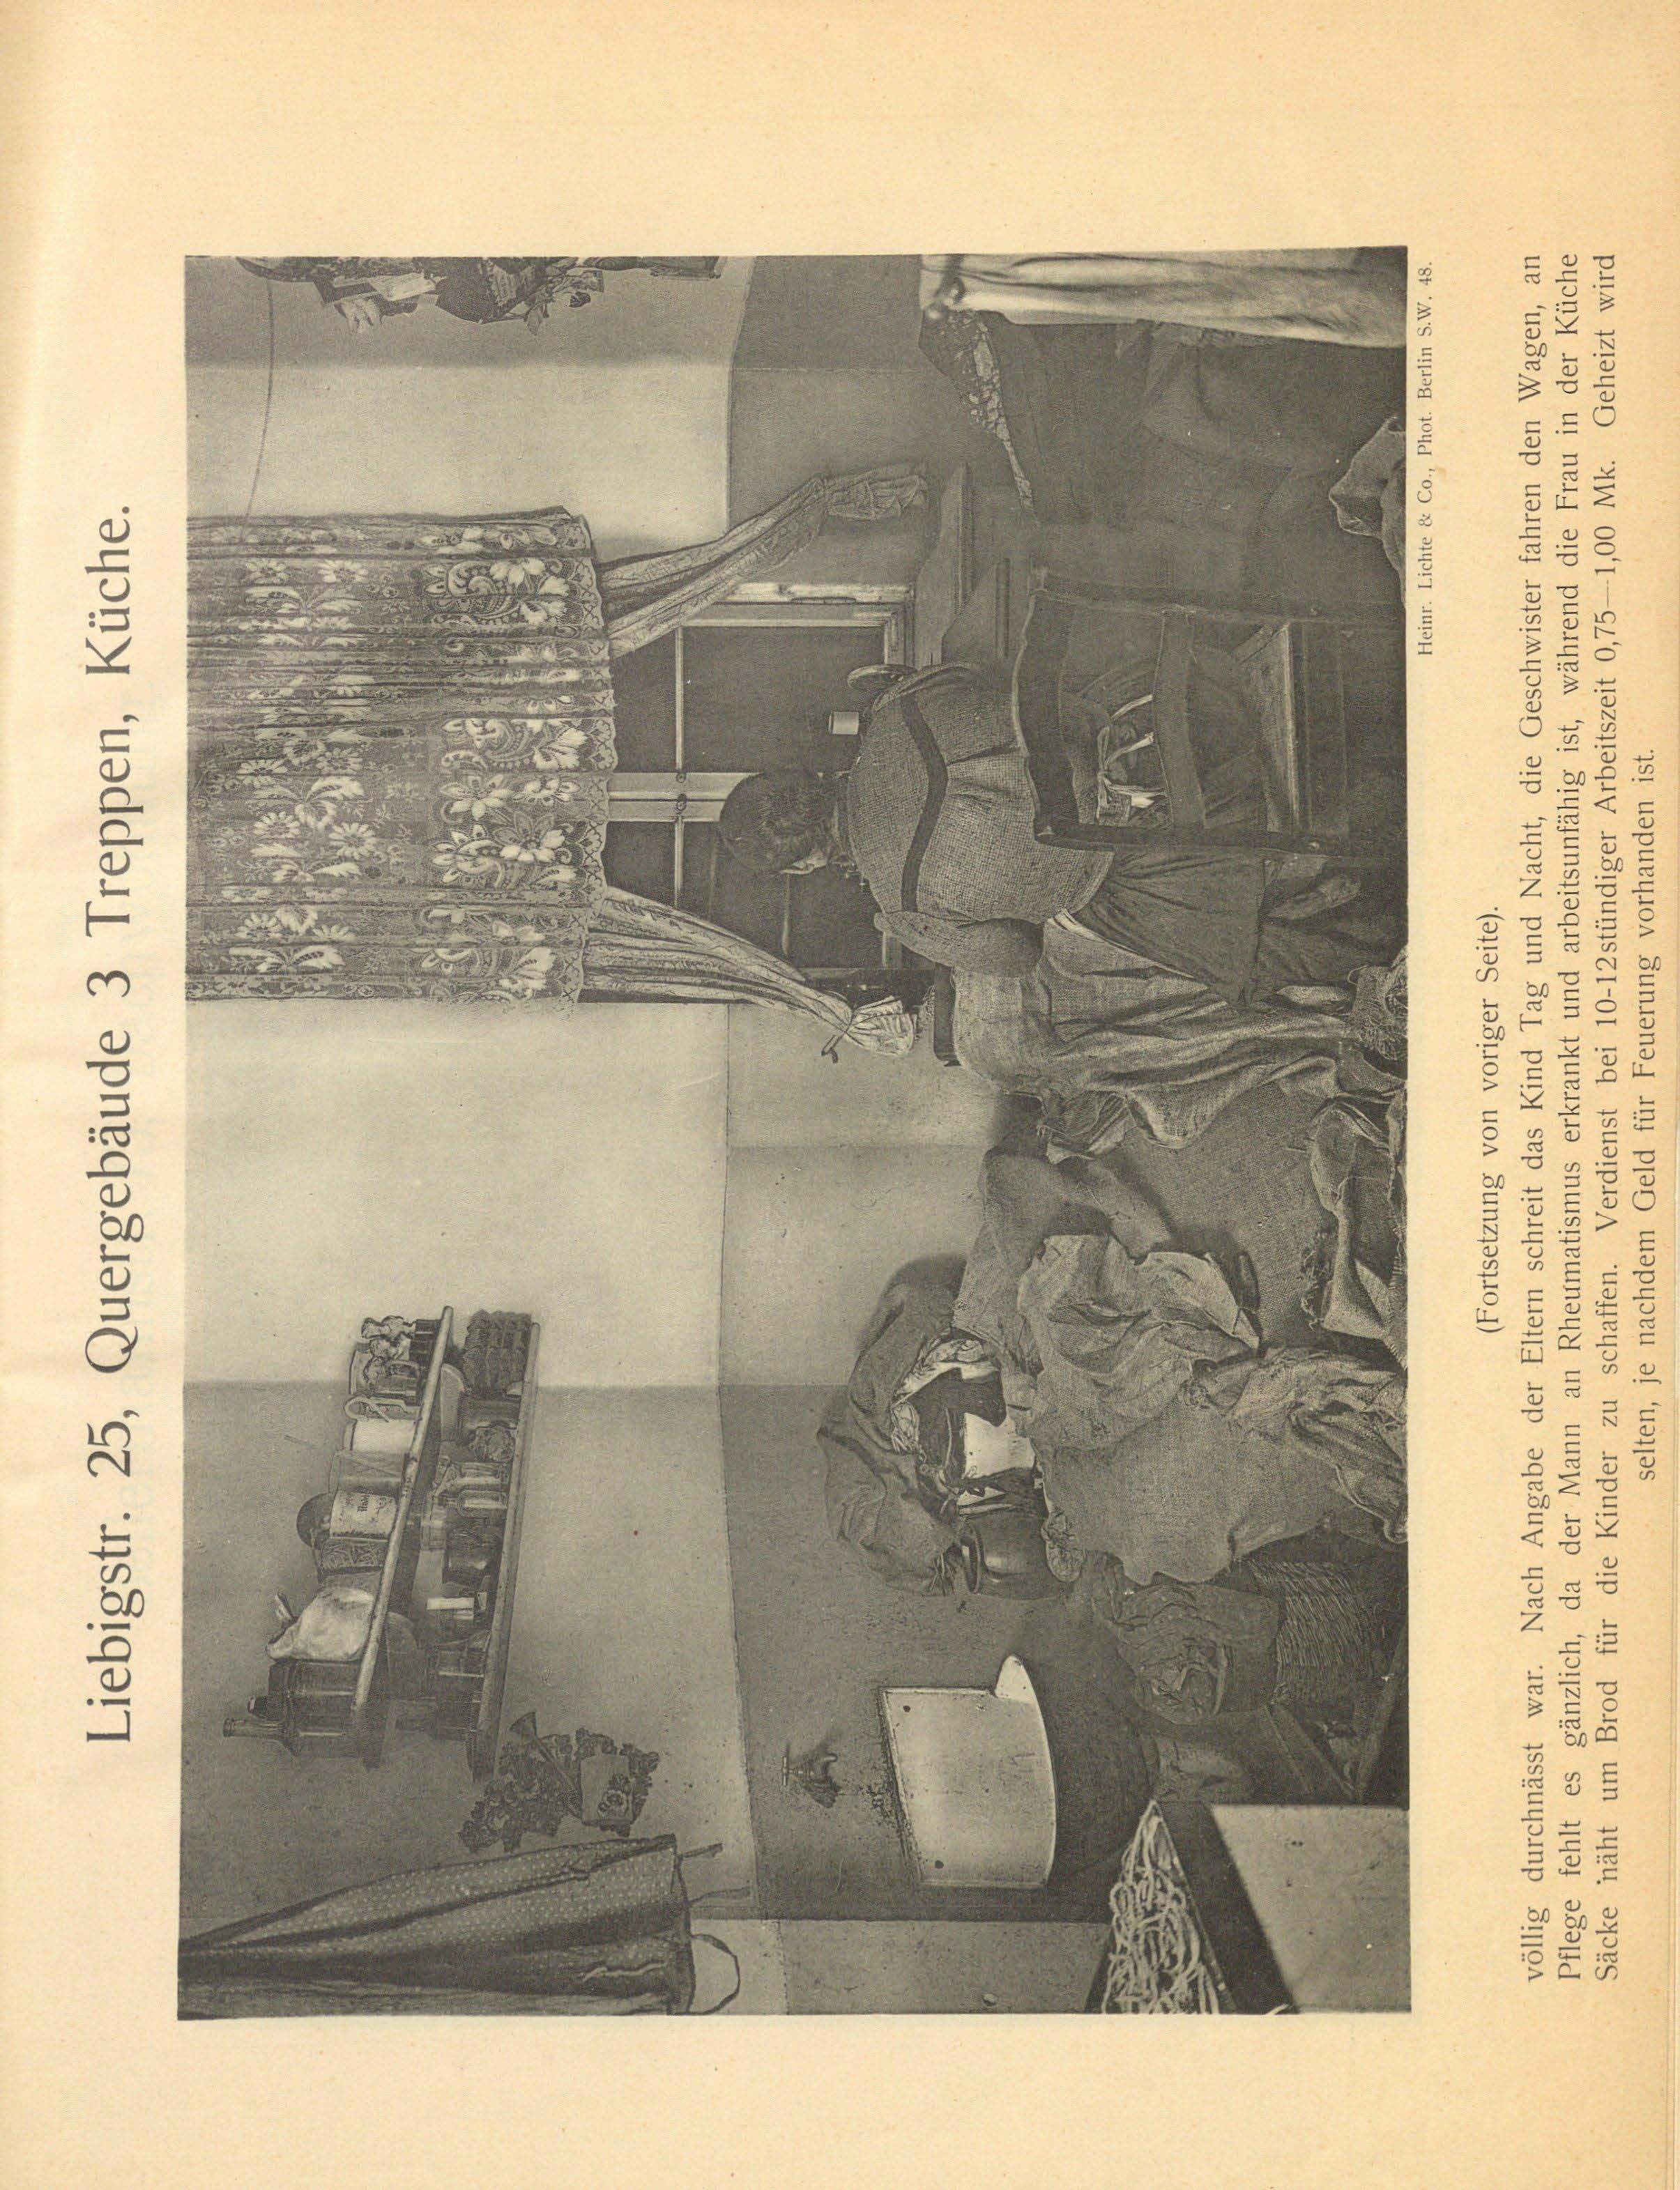 Liebigstr. 25, Quergebäude 3 Treppen, Küche.
Heinr. Lichte & Co., Phot. Berlin S.W. 48.
(Fortsetzung von voriger Seite).
völlig durchnässt war. Nach Angabe der Eltern schreit das Kind Tag und Nacht, die Geschwister fahren den Wagen, an
Pflege fehlt es gänzlich, da der Mann an Rheumatismus erkrankt und arbeitsunfähig ist, während die Frau in der Küche
Säcke näht um Brod für die Kinder zu schaffen. Verdienst bei 10-12stündiger Arbeitszeit 0,75—1,00 Mk. Geheizt wird
selten, je nachdem Geld für Feuerung vorhanden ist.